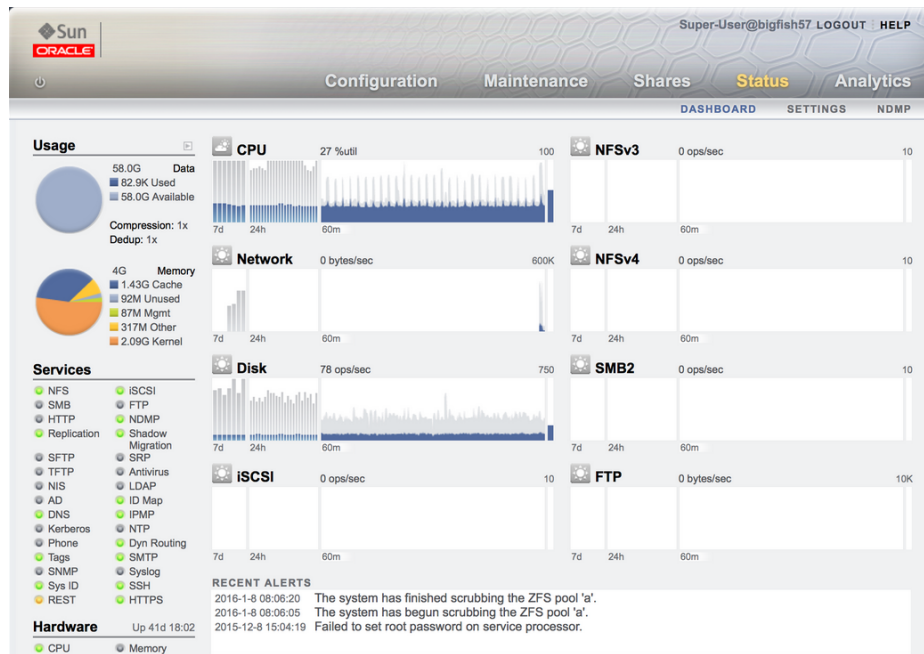 Sun
ORACLE
Super-User@bigfish57 LOGOUT HELP
Configuration Maintenance Shares Status Analytics
DASHBOARD SETTINGS NDMP
Usage
58.0G Data
82.9K Used
58.0G Available
Compression: 1x
Dedup: 1x
4G Memory
1.43G Cache
92M Unused
87M Mgmt
317M Other
2.09G Kernel
Services
NFS iSCSI
SMB FTP
HTTP NDMP
Replication Shadow
Migration
SFTP SRP
TFTP Antivirus
NIS LDAP
AD ID Map
DNS IPMP
Kerberos NTP
Phone Dyn Routing
Tags SMTP
SNMP Syslog
Sys ID SSH
REST HTTPS
Hardware Up 41d 18:02
CPU Memory
CPU 27 %util 100
7d 24h 60m
Network 0 bytes/sec 600K
7d 24h 60m
Disk 78 ops/sec 750
7d 24h 60m
iSCSI 0 ops/sec 10
7d 24h 60m
NFSv3 0 ops/sec 10
7d 24h 60m
NFSv4 0 ops/sec 10
7d 24h 60m
SMB2 0 ops/sec 10
7d 24h 60m
FTP 0 bytes/sec 10K
7d 24h 60m
RECENT ALERTS
2016-1-8 08:06:20 The system has finished scrubbing the ZFS pool 'a'.
2016-1-8 08:06:05 The system has begun scrubbing the ZFS pool 'a'.
2015-12-8 15:04:19 Failed to set root password on service processor.